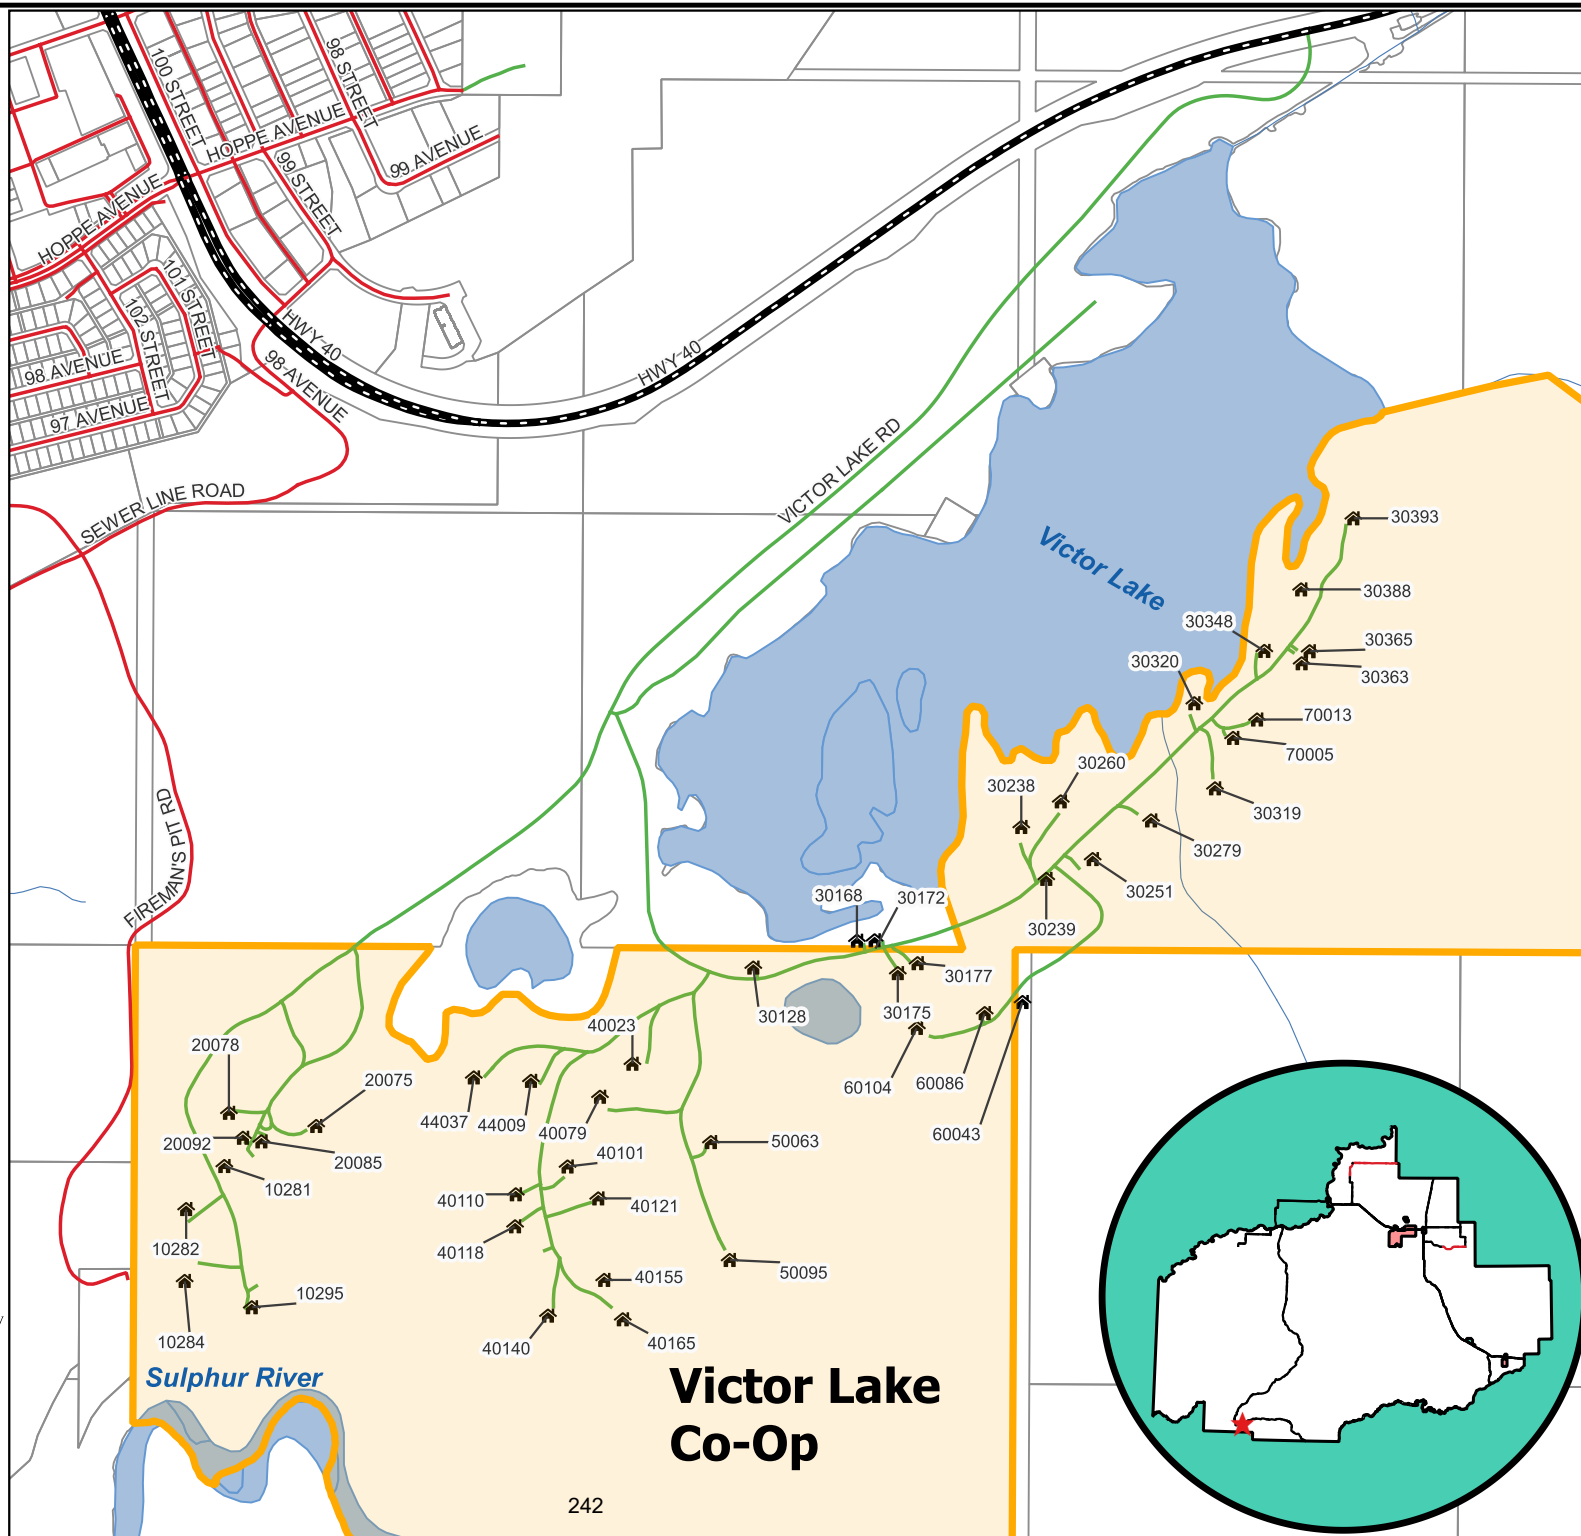 100 STREET
98 STREET
HOPPE AVENUE
99 AVENUE
99 STREET
HOPPE AVENUE
101 STREET
102 STREET
HWY 40
98 AVENUE
98 AVENUE
97 AVENUE
HWY 40
VICTOR LAKE RD
SEWER LINE ROAD
FIREMAN'S PIT RD
Victor Lake
30393
30388
30348
30365
30320
30363
70013
70005
30260
30238
30319
30279
30251
30168
30172
30239
30177
30128
30175
40023
20078
20075
60104
60086
60043
44037
44009
40079
20092
20085
50063
40101
10281
40110
40121
10282
40118
50095
40155
10295
10284
40140
40165
Sulphur River
Victor Lake
Co-Op
242